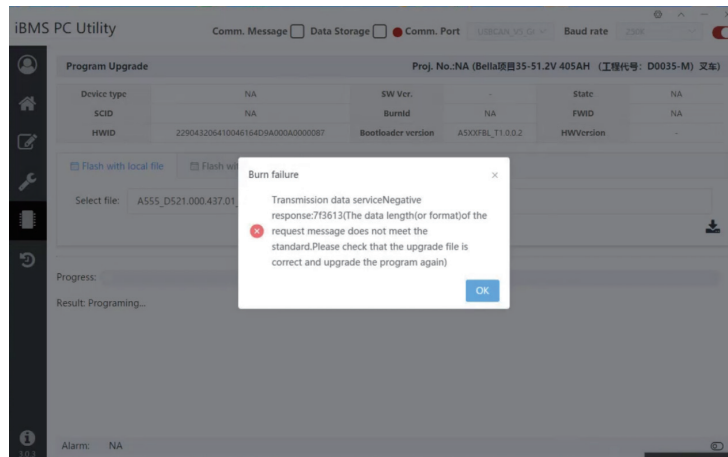 iBMS PC Utility
Comm. Message Data Storage Comm. Port Baud rate
Program Upgrade Proj. No.:NA (Bella项目35-51.2V 405AH (工程代号: D0035-M) 叉车)
Device type NA SW Ver. - State NA
SCID NA BurnId NA FWID NA
HWID 229043206410046164D9A000A0000087 Bootloader version A5XXFBL_T1.0.0.2 HWVersion -
Flash with local file Flash wi
Select file: A555_D521.000.437.01_
Burn failure
Transmission data serviceNegative
response:7f3613(The data length(or format)of the
request message does not meet the
standard.Please check that the upgrade file is
correct and upgrade the program again)
OK
Progress:
Result: Programing...
Alarm: NA